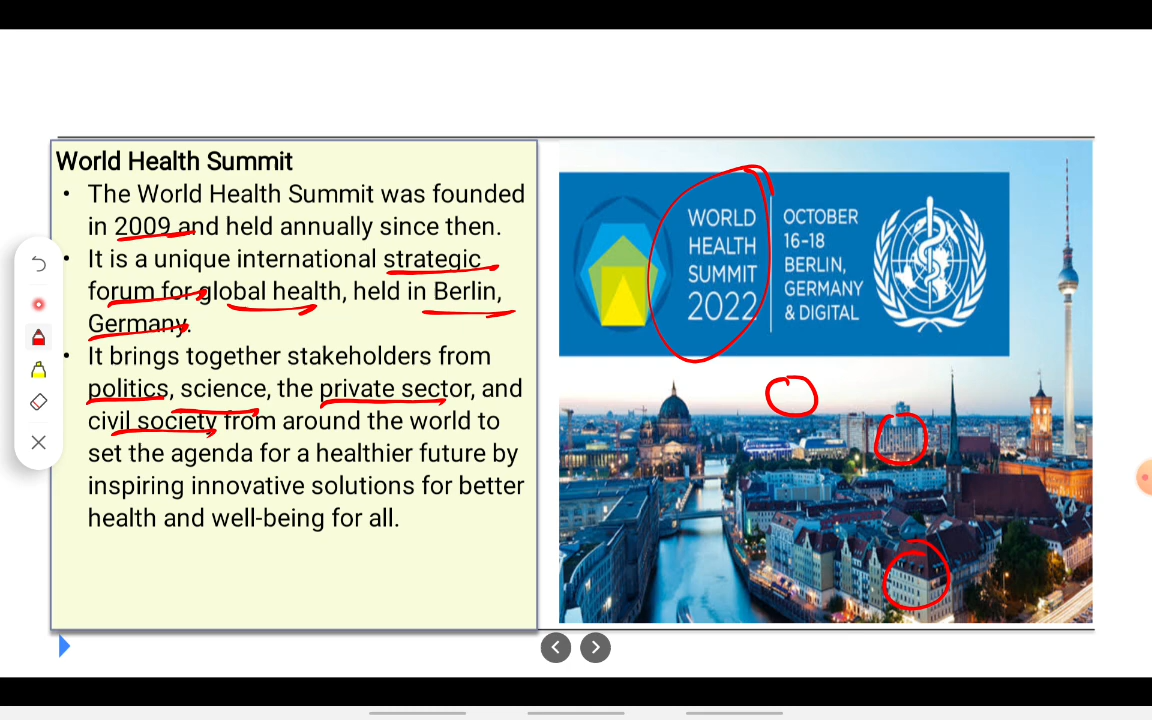 World Health Summit
• The World Health Summit was founded
in 2009 and held annually since then.
• It is a unique international strategic
forum for global health, held in Berlin,
Germany.
• It brings together stakeholders from
politics, science, the private sector, and
civil society from around the world to
set the agenda for a healthier future by
inspiring innovative solutions for better
health and well-being for all.
WORLD
HEALTH
SUMMIT
2022
OCTOBER
16-18
BERLIN,
GERMANY
& DIGITAL